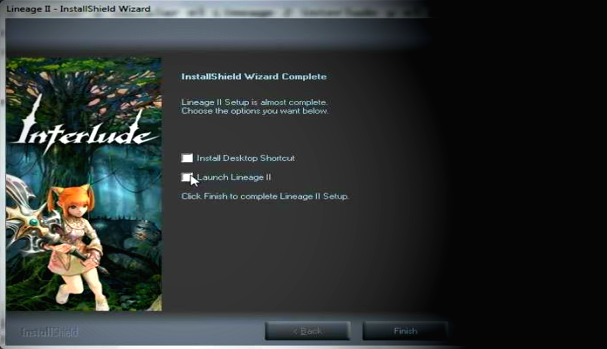 Lineage II - InstallShield Wizard
InstallShield Wizard Complete
Lineage II Setup is almost complete.
Choose the options you want below.
Interlude
Install Desktop Shortcut
Launch Lineage II
Click Finish to complete Lineage II Setup.
InstallShield
< Back
Finish